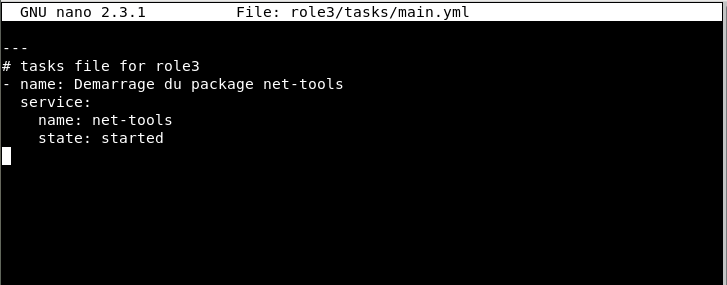 GNU nano 2.3.1 File: role3/tasks/main.yml
---
# tasks file for role3
- name: Demarrage du package net-tools
  service:
    name: net-tools
    state: started